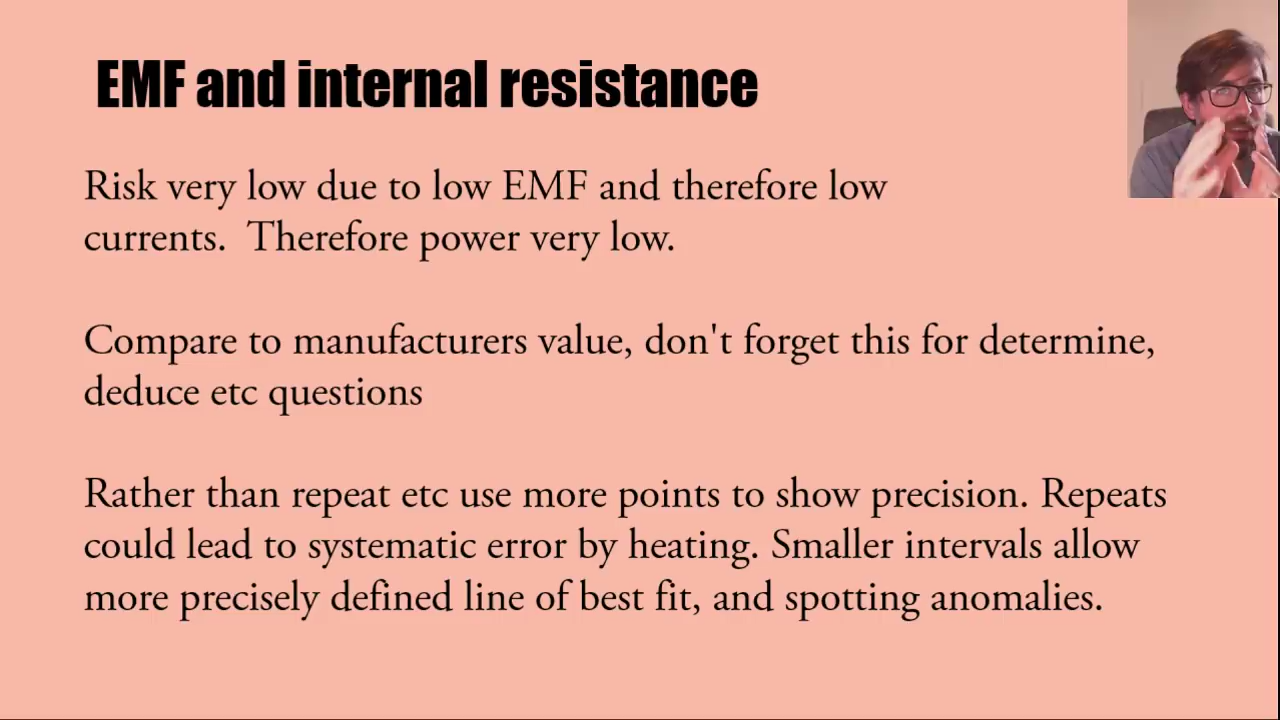 EMF and internal resistance
Risk very low due to low EMF and therefore low
currents.  Therefore power very low.
Compare to manufacturers value, don't forget this for determine,
deduce etc questions
Rather than repeat etc use more points to show precision. Repeats
could lead to systematic error by heating. Smaller intervals allow
more precisely defined line of best fit, and spotting anomalies.